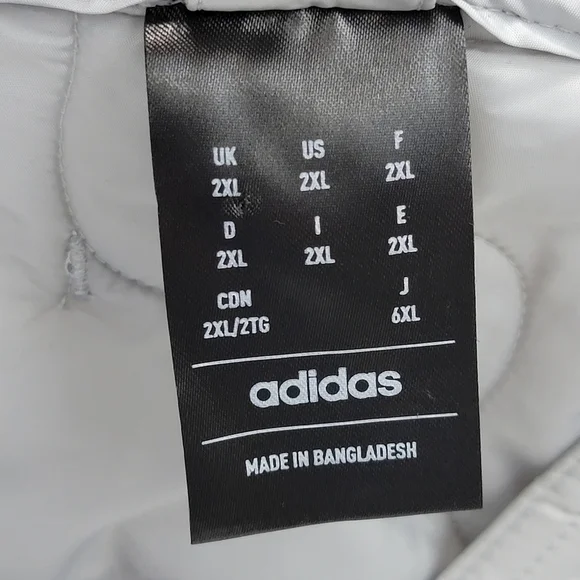 UK US F
2XL 2XL 2XL
D I E
2XL 2XL 2XL
CDN J
2XL/2TG 6XL
adidas
MADE IN BANGLADESH